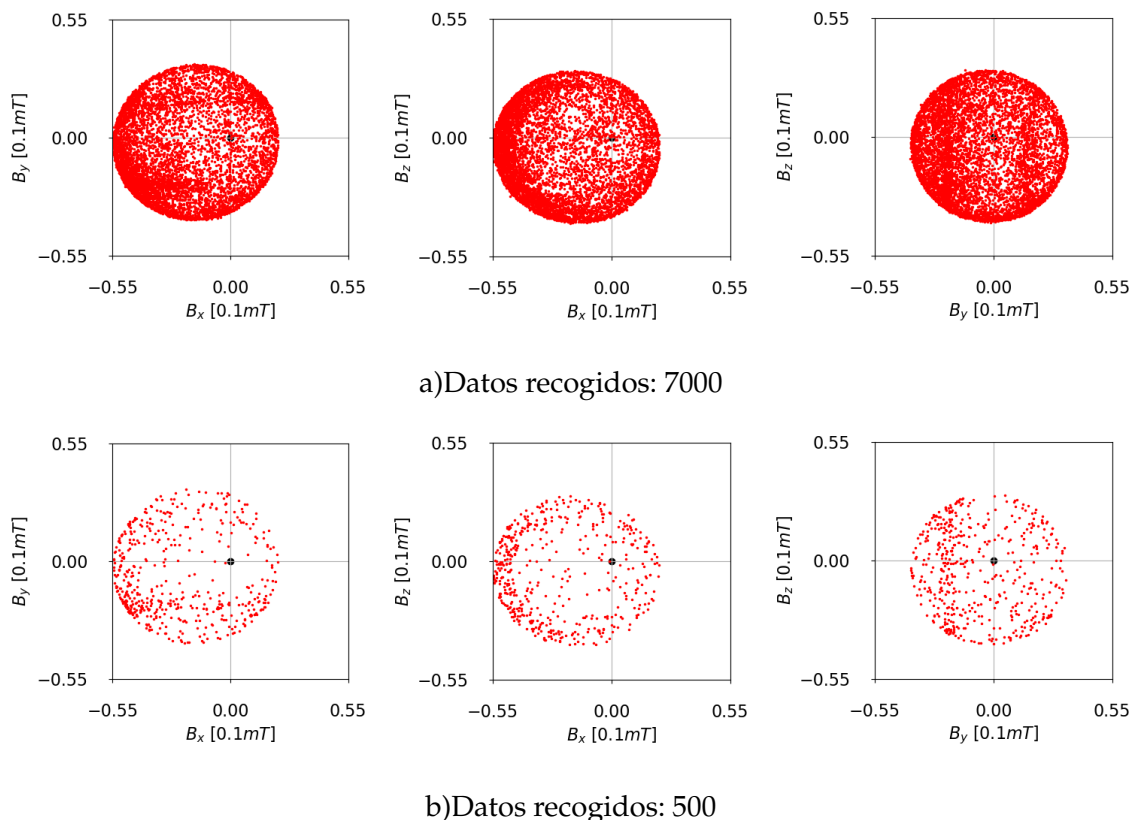 0.55 0.55 0.55
B_y [0.1mT] B_z [0.1mT] B_z [0.1mT]
0.00 0.00 0.00
−0.55 −0.55 −0.55
−0.55 0.00 0.55 −0.55 0.00 0.55 −0.55 0.00 0.55
B_x [0.1mT] B_x [0.1mT] B_y [0.1mT]
a)Datos recogidos: 7000
0.55 0.55 0.55
B_y [0.1mT] B_z [0.1mT] B_z [0.1mT]
0.00 0.00 0.00
−0.55 −0.55 −0.55
−0.55 0.00 0.55 −0.55 0.00 0.55 −0.55 0.00 0.55
B_x [0.1mT] B_x [0.1mT] B_y [0.1mT]
b)Datos recogidos: 500